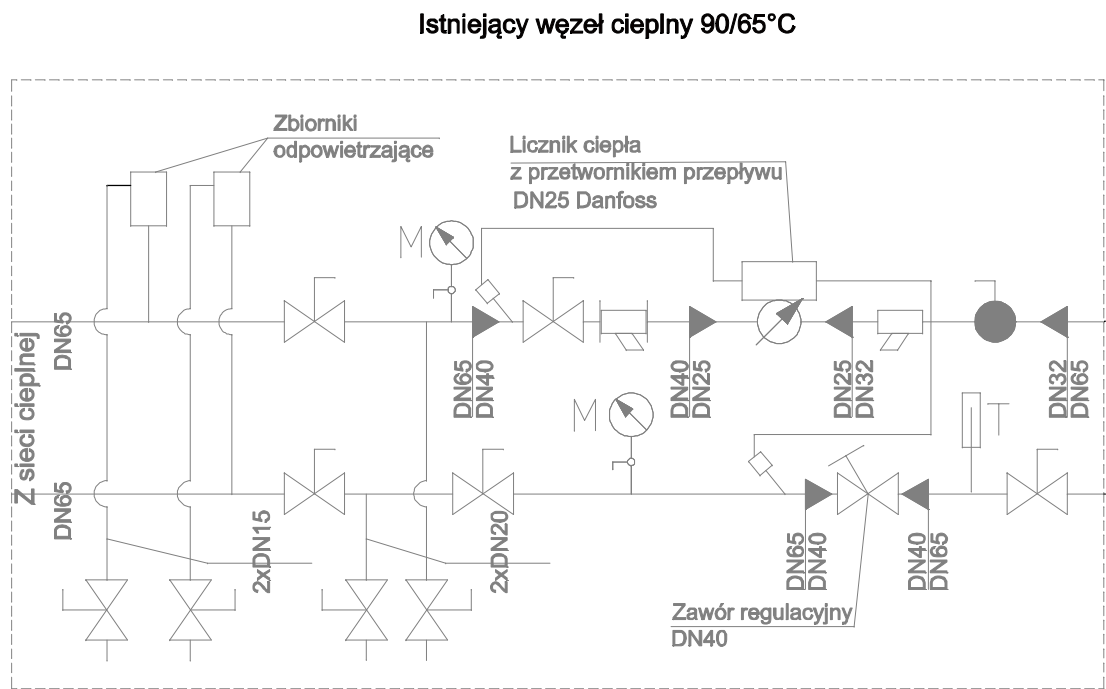 Istniejący węzeł cieplny 90/65°C
Zbiorniki
odpowietrzające
Licznik ciepła
z przetwornikiem przepływu
DN25 Danfoss
M
Z sieci cieplnej
DN65
DN65
DN40
DN40
DN25
DN25
DN32
DN32
DN65
M
T
DN65
2xDN15
2xDN20
DN65
DN40
DN40
DN65
Zawór regulacyjny
DN40